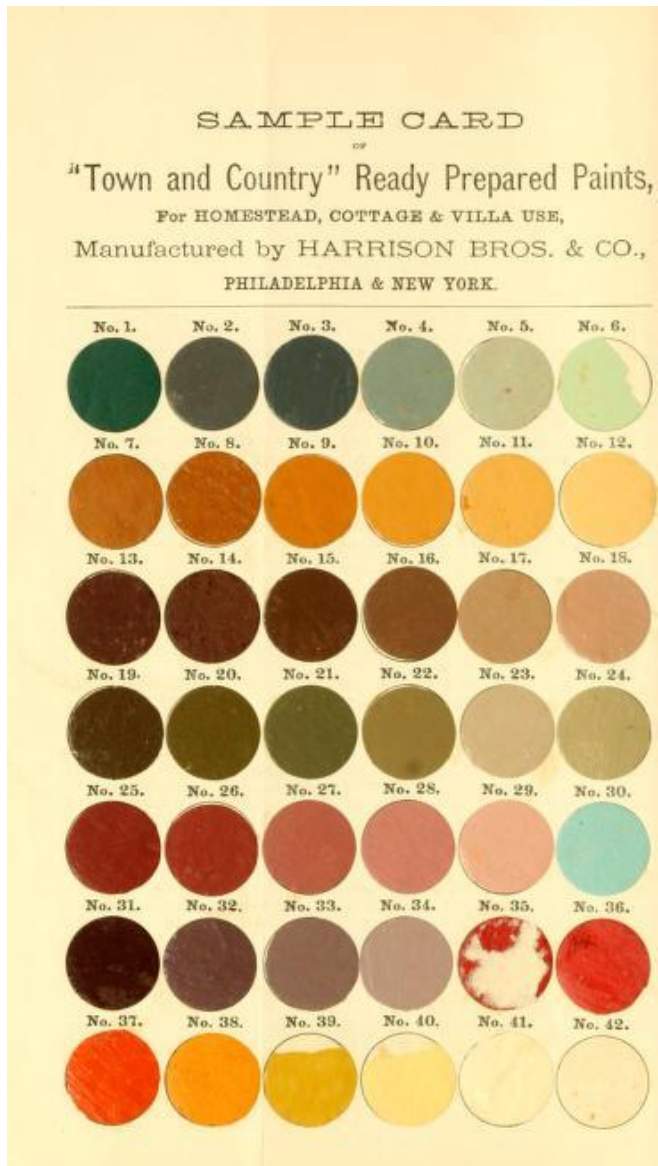 SAMPLE CARD
OF
"Town and Country" Ready Prepared Paints,
For HOMESTEAD, COTTAGE & VILLA USE,
Manufactured by HARRISON BROS. & CO.,
PHILADELPHIA & NEW YORK.
No. 1. No. 2. No. 3. No. 4. No. 5. No. 6.
No. 7. No. 8. No. 9. No. 10. No. 11. No. 12.
No. 13. No. 14. No. 15. No. 16. No. 17. No. 18.
No. 19. No. 20. No. 21. No. 22. No. 23. No. 24.
No. 25. No. 26. No. 27. No. 28. No. 29. No. 30.
No. 31. No. 32. No. 33. No. 34. No. 35. No. 36.
No. 37. No. 38. No. 39. No. 40. No. 41. No. 42.